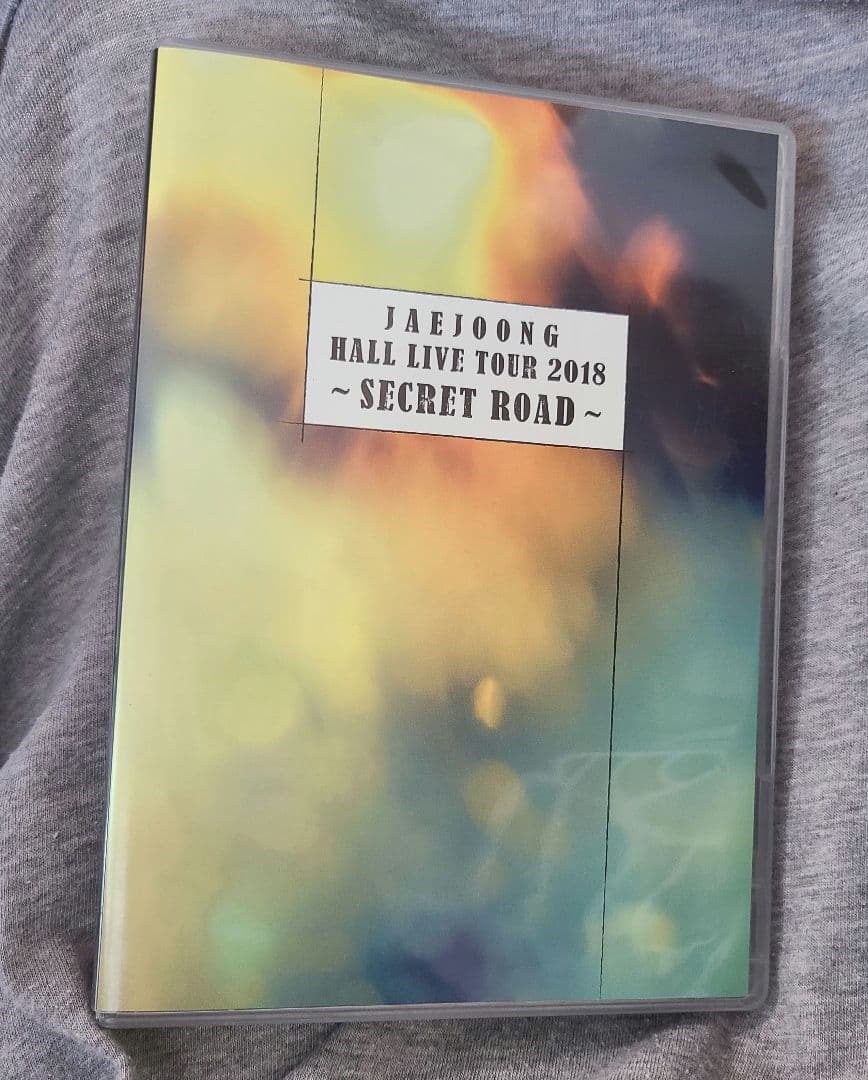 JAEJOONG
HALL LIVE TOUR 2018
~ SECRET ROAD ~